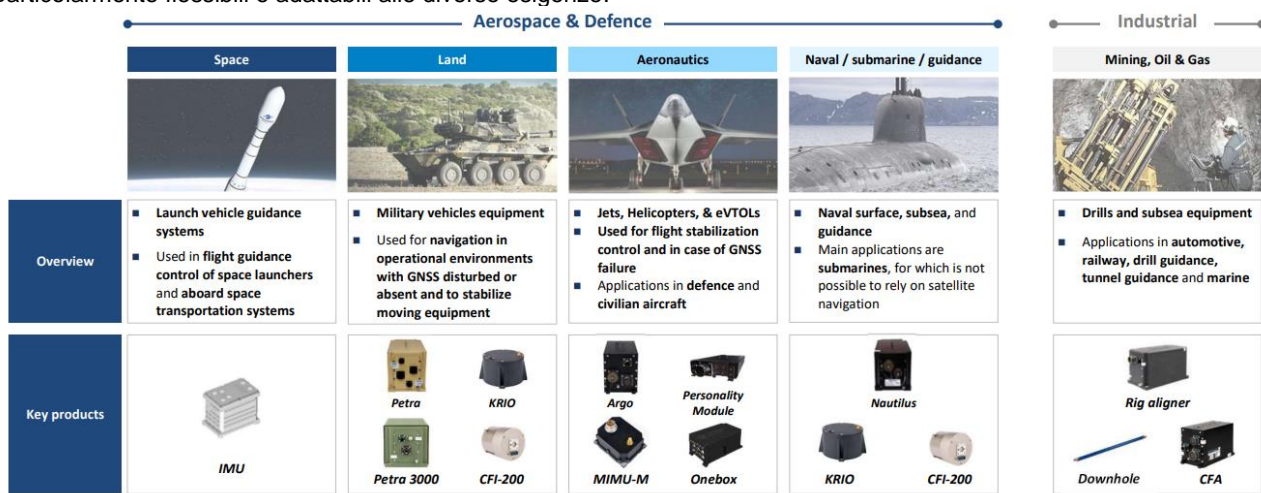 particolarmente flessibili e adattabili alle diverse esigenze.
Aerospace & Defence
Industrial
Space
Land
Aeronautics
Naval / submarine / guidance
Mining, Oil & Gas
Overview
■ Launch vehicle guidance
systems
■ Used in flight guidance
control of space launchers
and aboard space
transportation systems
■ Military vehicles equipment
■ Used for navigation in
operational environments
with GNSS disturbed or
absent and to stabilize
moving equipment
■ Jets, Helicopters, & eVTOLs
■ Used for flight stabilization
control and in case of GNSS
failure
■ Applications in defence and
civilian aircraft
■ Naval surface, subsea, and
guidance
■ Main applications are
submarines, for which is not
possible to rely on satellite
navigation
■ Drills and subsea equipment
■ Applications in automotive,
railway, drill guidance,
tunnel guidance and marine
Key products
IMU
Petra
KRIO
Petra 3000
CFI-200
Argo
Personality
Module
MIMU-M
Onebox
Nautilus
KRIO
CFI-200
Rig aligner
Downhole
CFA